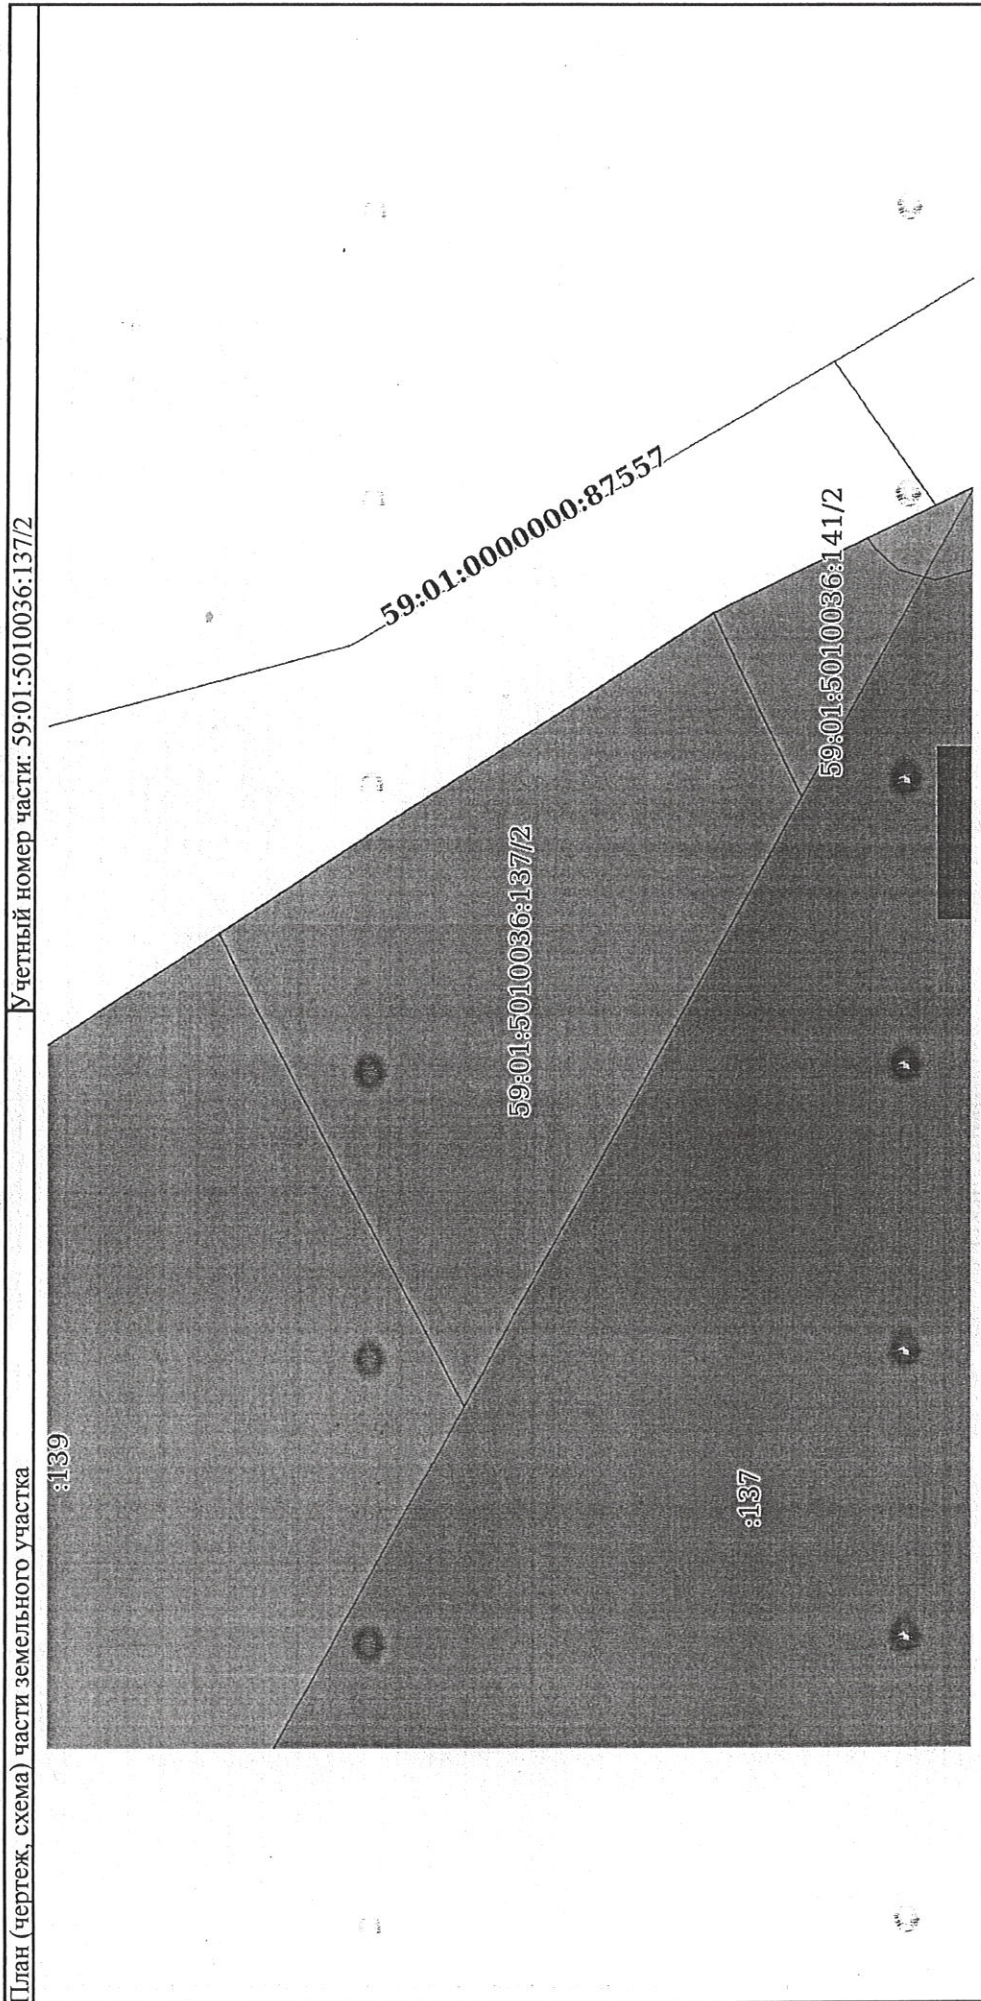 План (чертеж, схема) части земельного участка
Учетный номер части: 59:01:5010036:137/2
:139
59:01:0000000:87557
59:01:5010036:137/2
59:01:5010036:141/2
:137